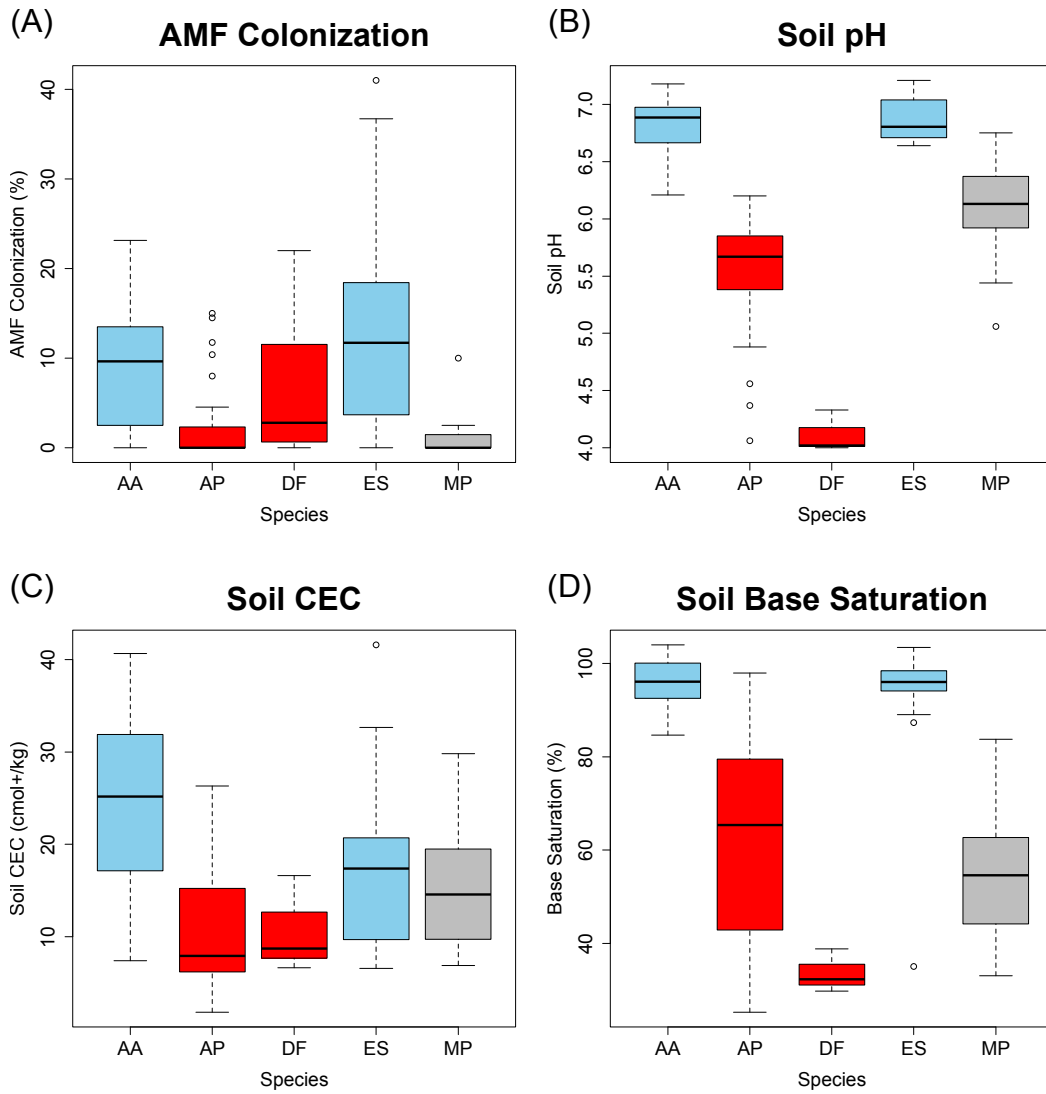 (A)
AMF Colonization
AMF Colonization (%)
40
30
20
10
0
AA AP DF ES MP
Species
(B)
Soil pH
Soil pH
7.0
6.5
6.0
5.5
5.0
4.5
4.0
AA AP DF ES MP
Species
(C)
Soil CEC
Soil CEC (cmol+/kg)
40
30
20
10
AA AP DF ES MP
Species
(D)
Soil Base Saturation
Base Saturation (%)
100
80
60
40
AA AP DF ES MP
Species